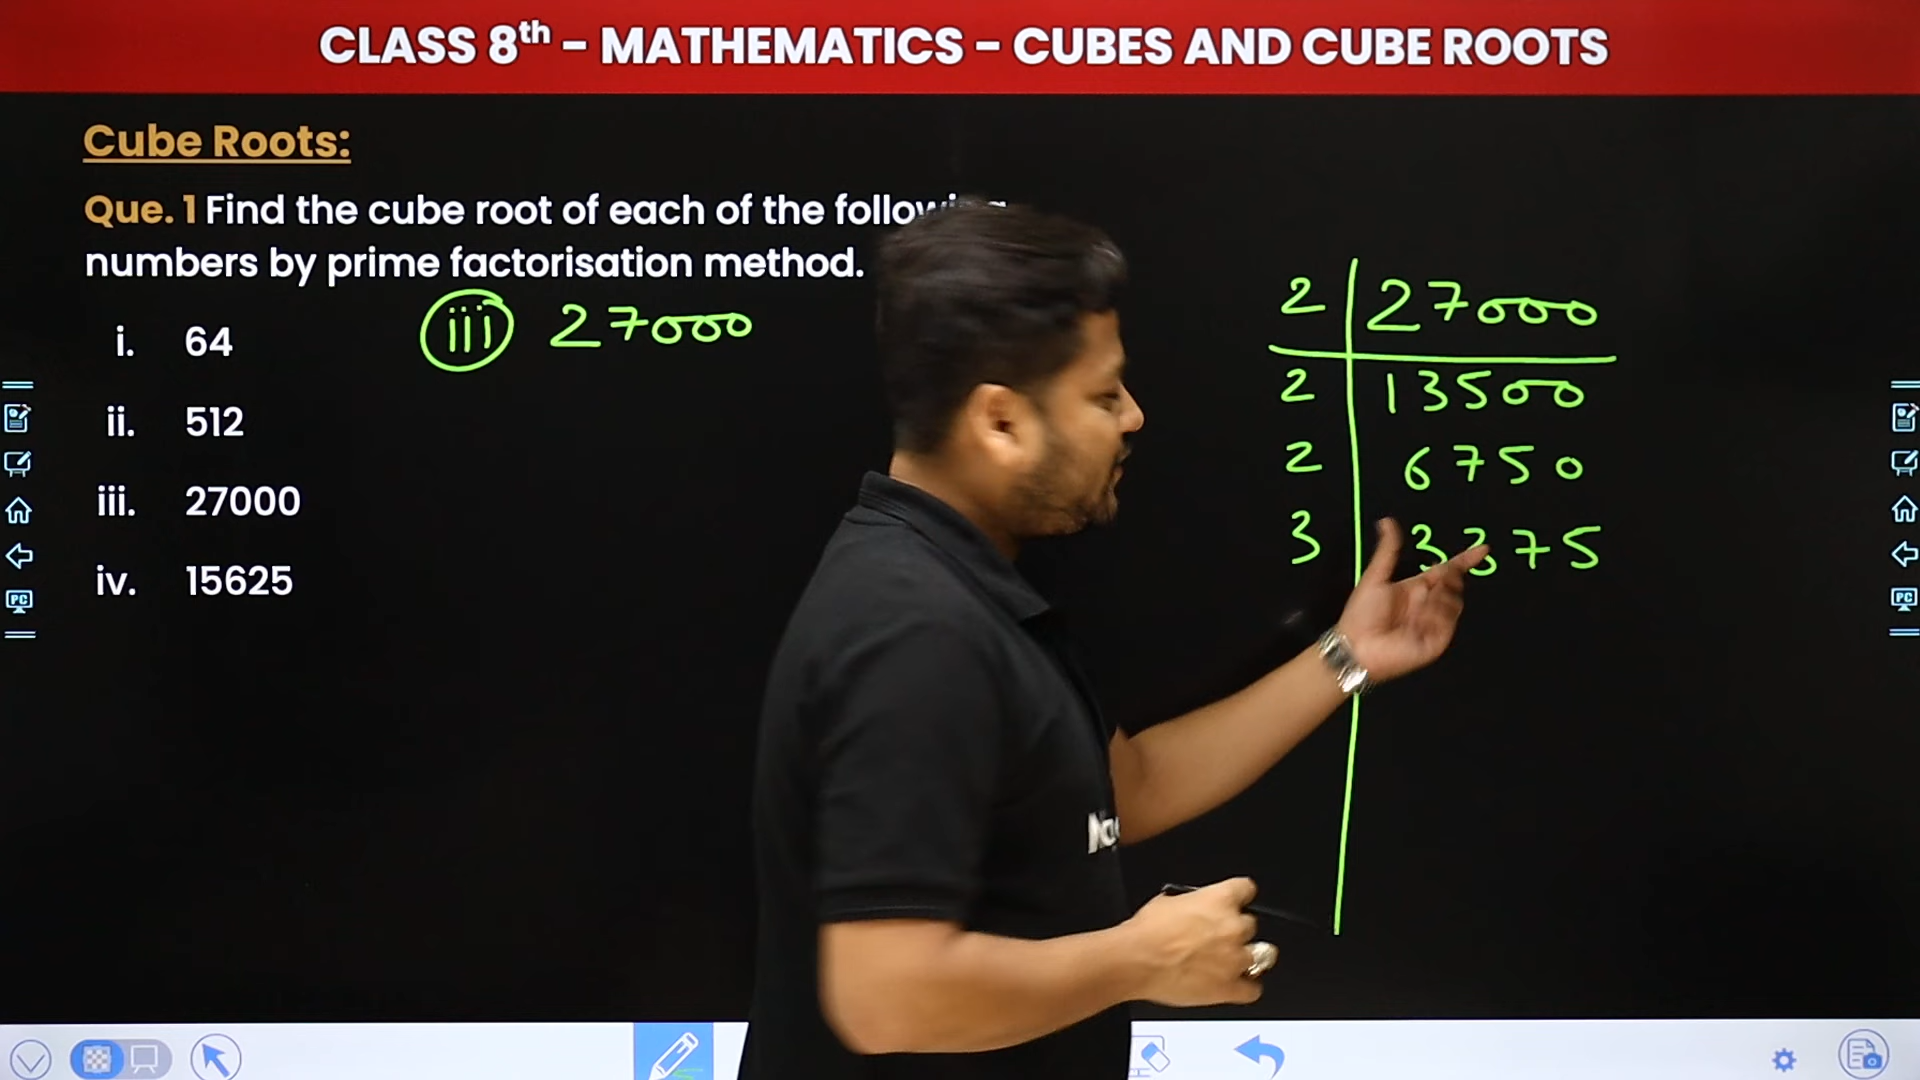 CLASS 8th - MATHEMATICS - CUBES AND CUBE ROOTS
Cube Roots:
Que. 1 Find the cube root of each of the
numbers by prime factorisation method.
i. 64
ii. 512
iii. 27000
iv. 15625
iii 27000
2 27000
2 13500
2 6750
3 3375
PC
PC